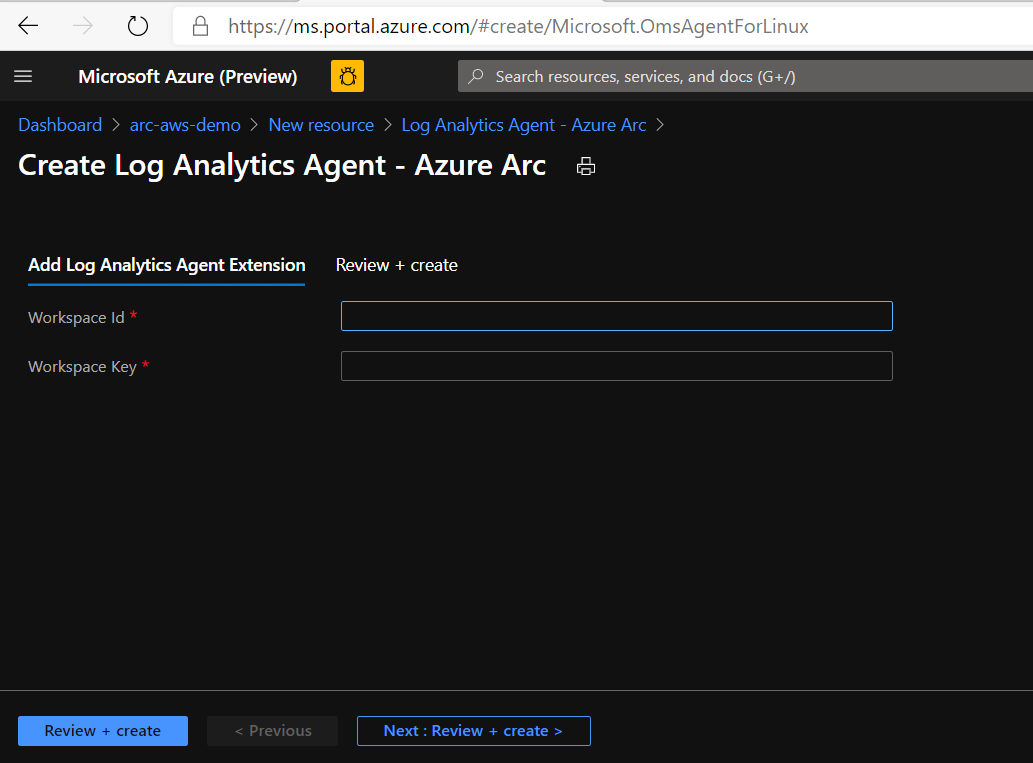 https://ms.portal.azure.com/#create/Microsoft.OmsAgentForLinux
Microsoft Azure (Preview) Search resources, services, and docs (G+/)
Dashboard > arc-aws-demo > New resource > Log Analytics Agent - Azure Arc >
Create Log Analytics Agent - Azure Arc
Add Log Analytics Agent Extension Review + create
Workspace Id *
Workspace Key *
Review + create < Previous Next : Review + create >